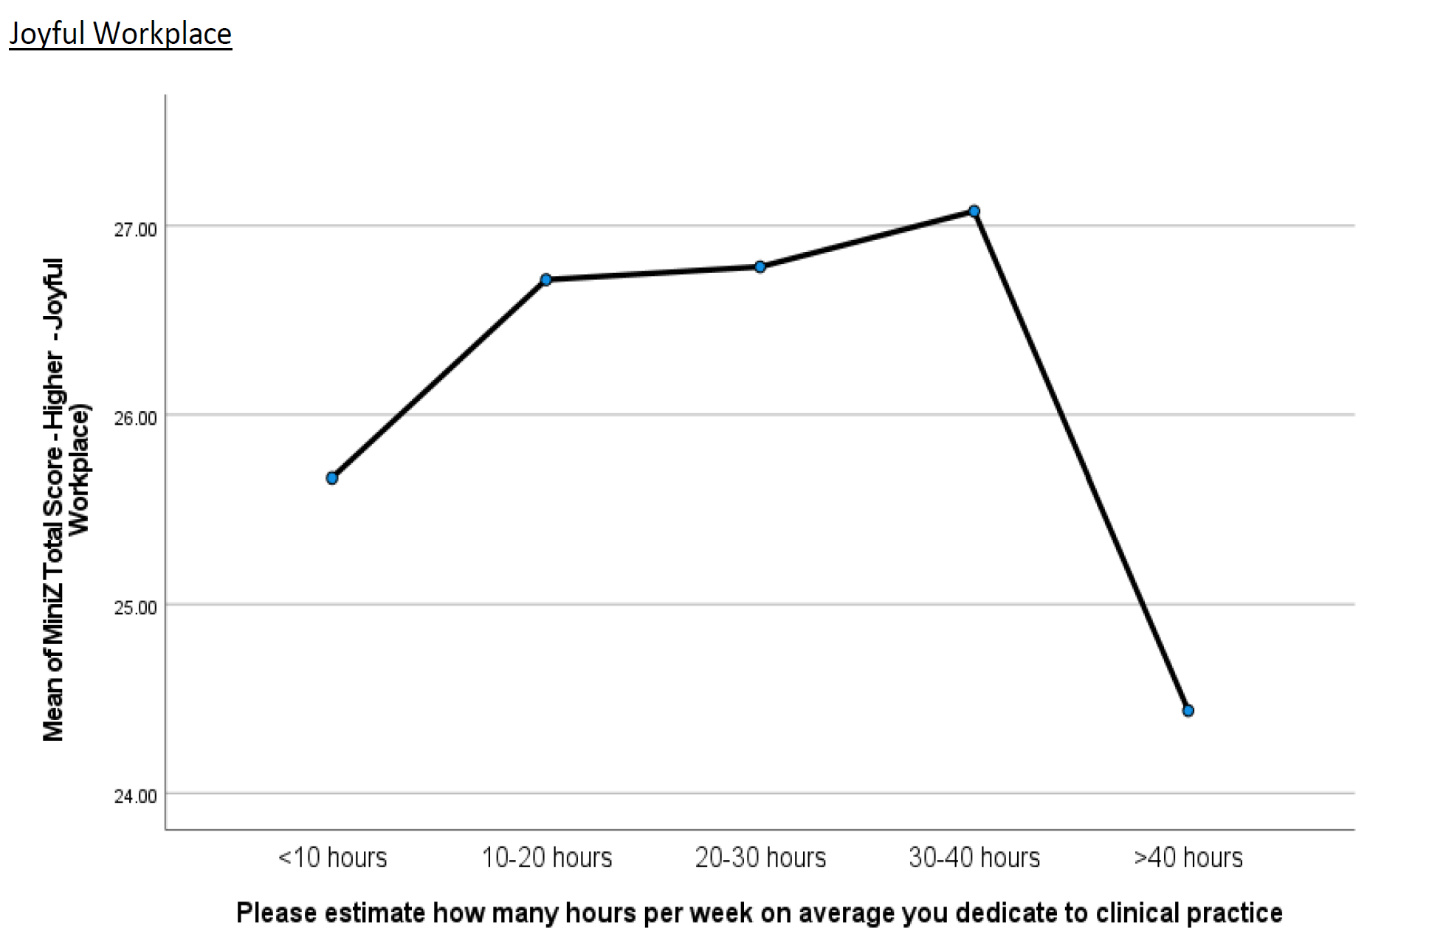 Joyful Workplace
Mean of MiniZ Total Score - Higher - Joyful
Workplace)
27.00
26.00
25.00
24.00
<10 hours
10-20 hours
20-30 hours
30-40 hours
>40 hours
Please estimate how many hours per week on average you dedicate to clinical practice